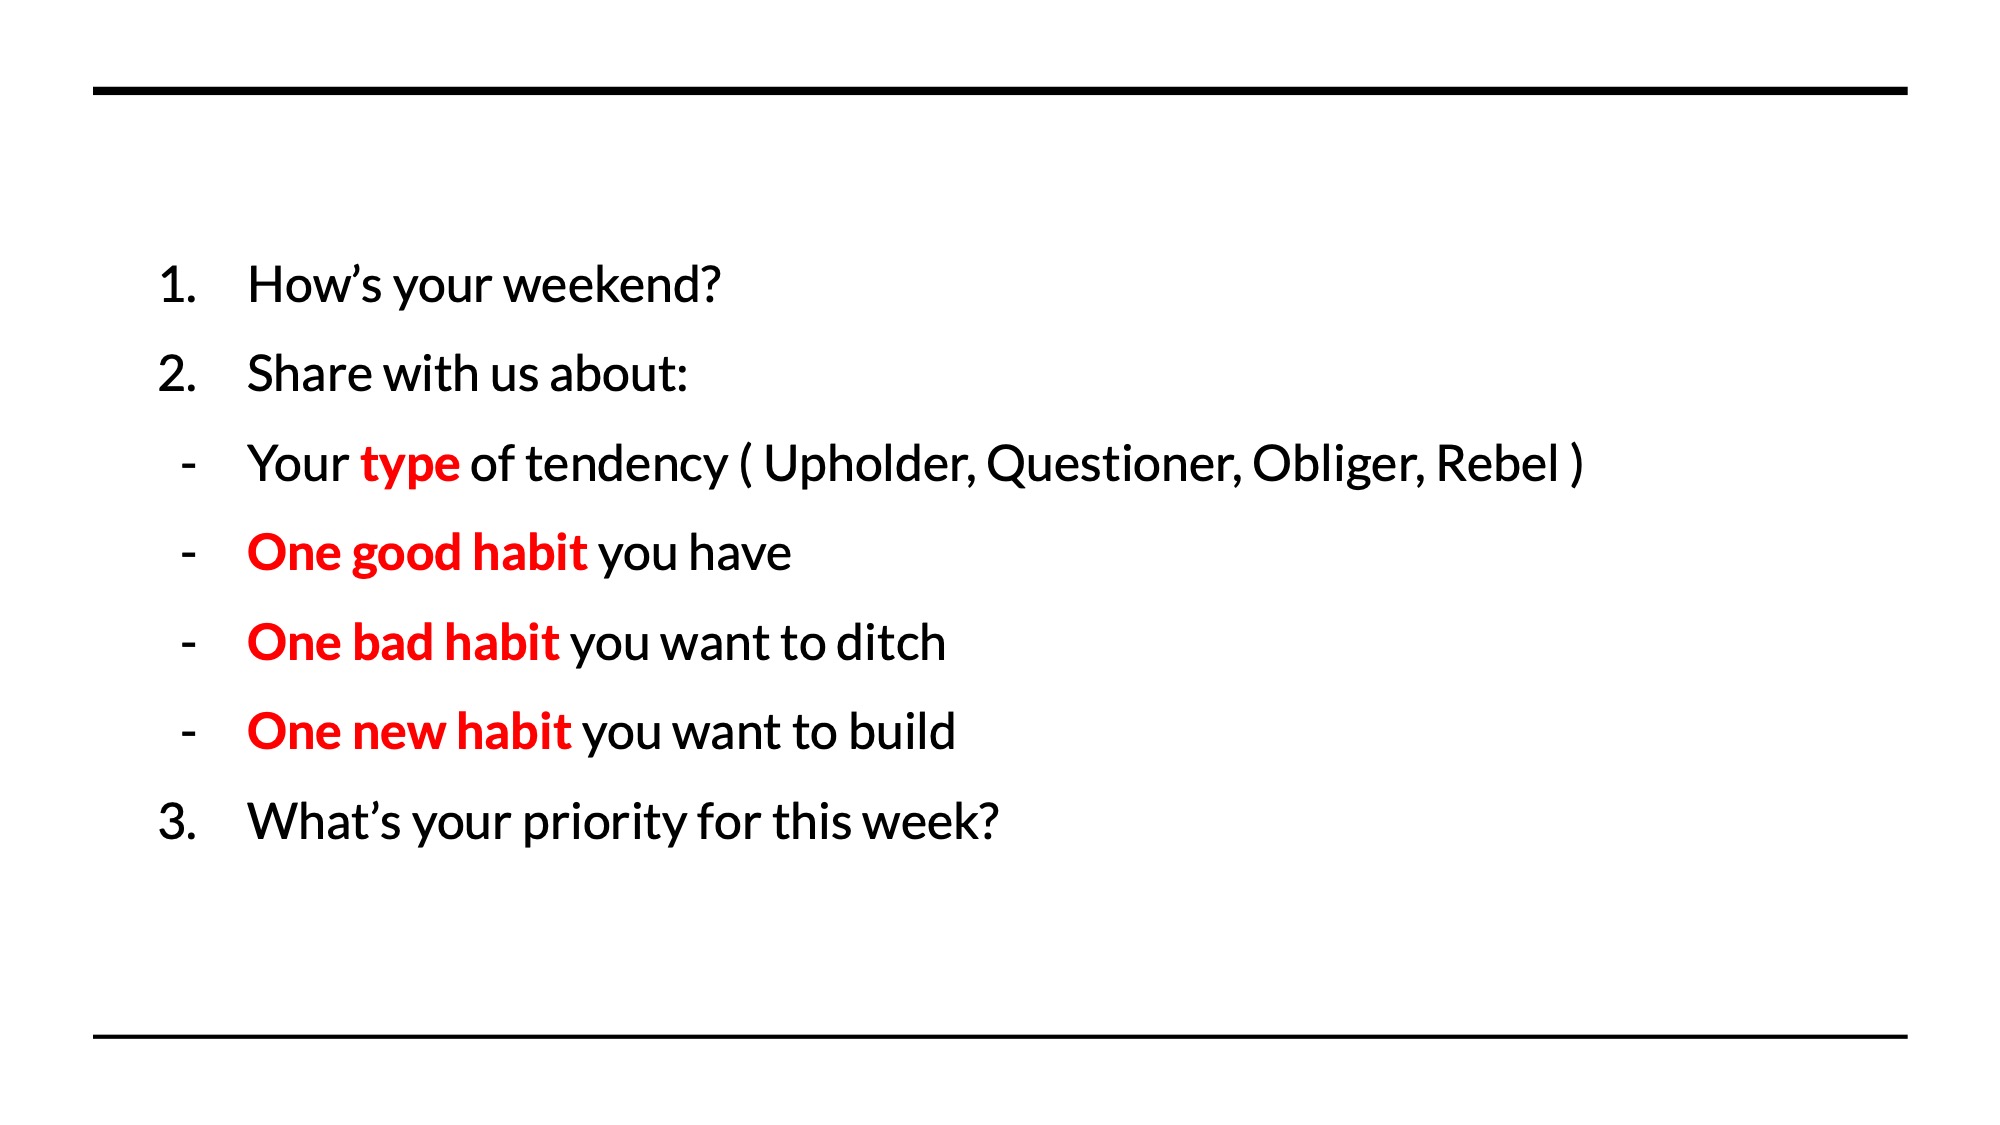 1. How’s your weekend?
2. Share with us about:
- Your type of tendency ( Upholder, Questioner, Obliger, Rebel )
- One good habit you have
- One bad habit you want to ditch
- One new habit you want to build
3. What’s your priority for this week?